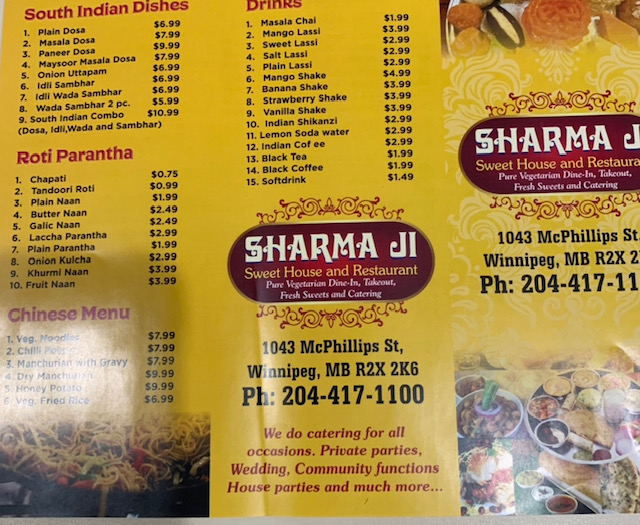 South Indian Dishes
1. Plain Dosa $6.99
2. Masala Dosa $7.99
3. Paneer Dosa $9.99
4. Maysoor Masala Dosa $7.99
5. Onion Uttapam $6.99
6. Idli Sambhar $6.99
7. Idli Wada Sambhar $6.99
8. Wada Sambhar 2 pc. $5.99
9. South Indian Combo $10.99
(Dosa, Idli,Wada and Sambhar)
Roti Parantha
1. Chapati $0.75
2. Tandoori Roti $0.99
3. Plain Naan $1.99
4. Butter Naan $2.49
5. Galic Naan $2.49
6. Laccha Parantha $2.99
7. Plain Parantha $1.99
8. Onion Kulcha $2.99
9. Khurmi Naan $3.99
10. Fruit Naan $3.99
Chinese Menu
1. Veg. Noodles $7.99
2. Chilli $7.99
3. Manchurian with Gravy $7.99
4. Dry Manchurian $9.99
5. Honey Potato $9.99
6. Veg. Fried Rice $6.99
Drinks
1. Masala Chai $1.99
2. Mango Lassi $3.99
3. Sweet Lassi $2.99
4. Salt Lassi $2.99
5. Plain Lassi $2.99
6. Mango Shake $4.99
7. Banana Shake $3.99
8. Strawberry Shake $3.99
9. Vanilla Shake $3.99
10. Indian Shikanzi $2.99
11. Lemon Soda water $2.99
12. Indian Cof ee $2.99
13. Black Tea $1.99
14. Black Coffee $1.99
15. Softdrink $1.49
SHARMA JI
Sweet House and Restaurant
Pure Vegetarian Dine-In, Takeout,
Fresh Sweets and Catering
1043 McPhillips St,
Winnipeg, MB R2X 2K6
Ph: 204-417-1100
We do catering for all
occasions. Private parties,
Wedding, Community functions
House parties and much more...
SHARMA J
Sweet House and Restaura
Pure Vegetarian Dine-In, Takeout,
Fresh Sweets and Catering
1043 McPhillips St
Winnipeg, MB R2X 2
Ph: 204-417-11